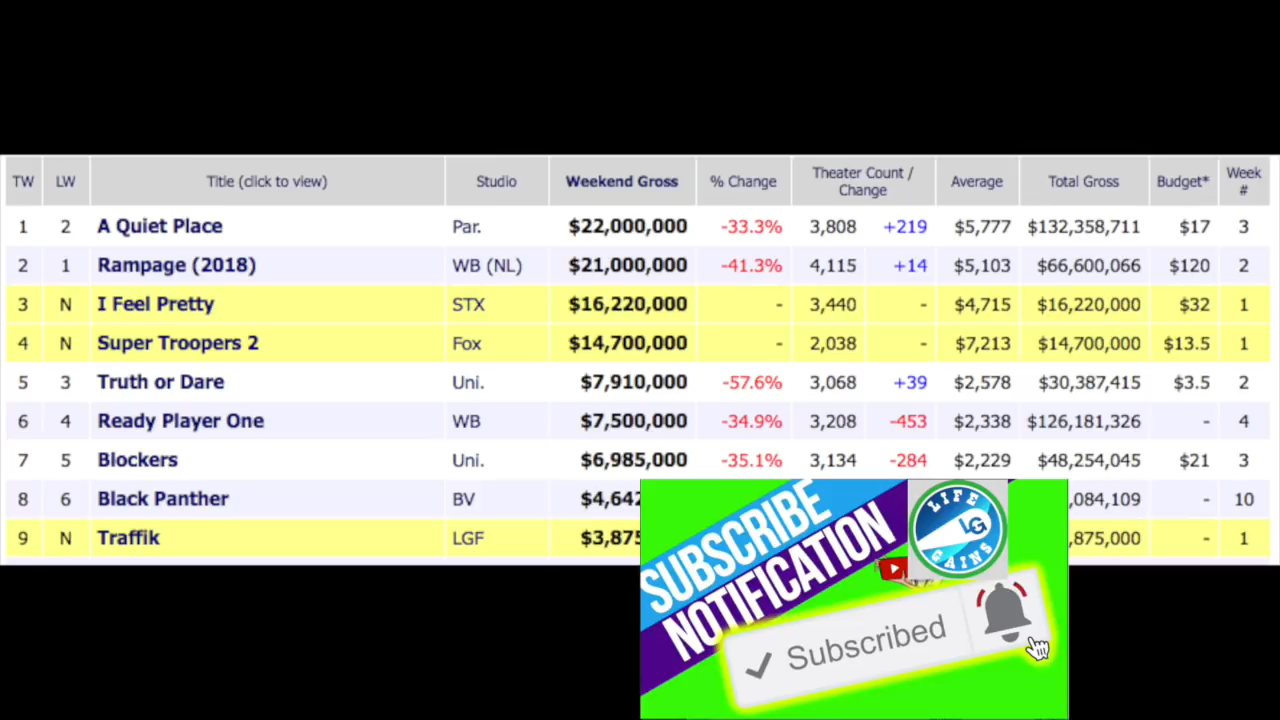 TW LW Title (click to view) Studio Weekend Gross % Change Theater Count / Change Average Total Gross Budget* Week #
1 2 A Quiet Place Par. $22,000,000 -33.3% 3,808 +219 $5,777 $132,358,711 $17 3
2 1 Rampage (2018) WB (NL) $21,000,000 -41.3% 4,115 +14 $5,103 $66,600,066 $120 2
3 N I Feel Pretty STX $16,220,000 - 3,440 - $4,715 $16,220,000 $32 1
4 N Super Troopers 2 Fox $14,700,000 - 2,038 - $7,213 $14,700,000 $13.5 1
5 3 Truth or Dare Uni. $7,910,000 -57.6% 3,068 +39 $2,578 $30,387,415 $3.5 2
6 4 Ready Player One WB $7,500,000 -34.9% 3,208 -453 $2,338 $126,181,326 - 4
7 5 Blockers Uni. $6,985,000 -35.1% 3,134 -284 $2,229 $48,254,045 $21 3
8 6 Black Panther BV $4,642 ,084,109 - 10
9 N Traffik LGF $3,875 ,875,000 - 1
SUBSCRIBE
NOTIFICATION
LIFE
LG
GAINS
Subscribed